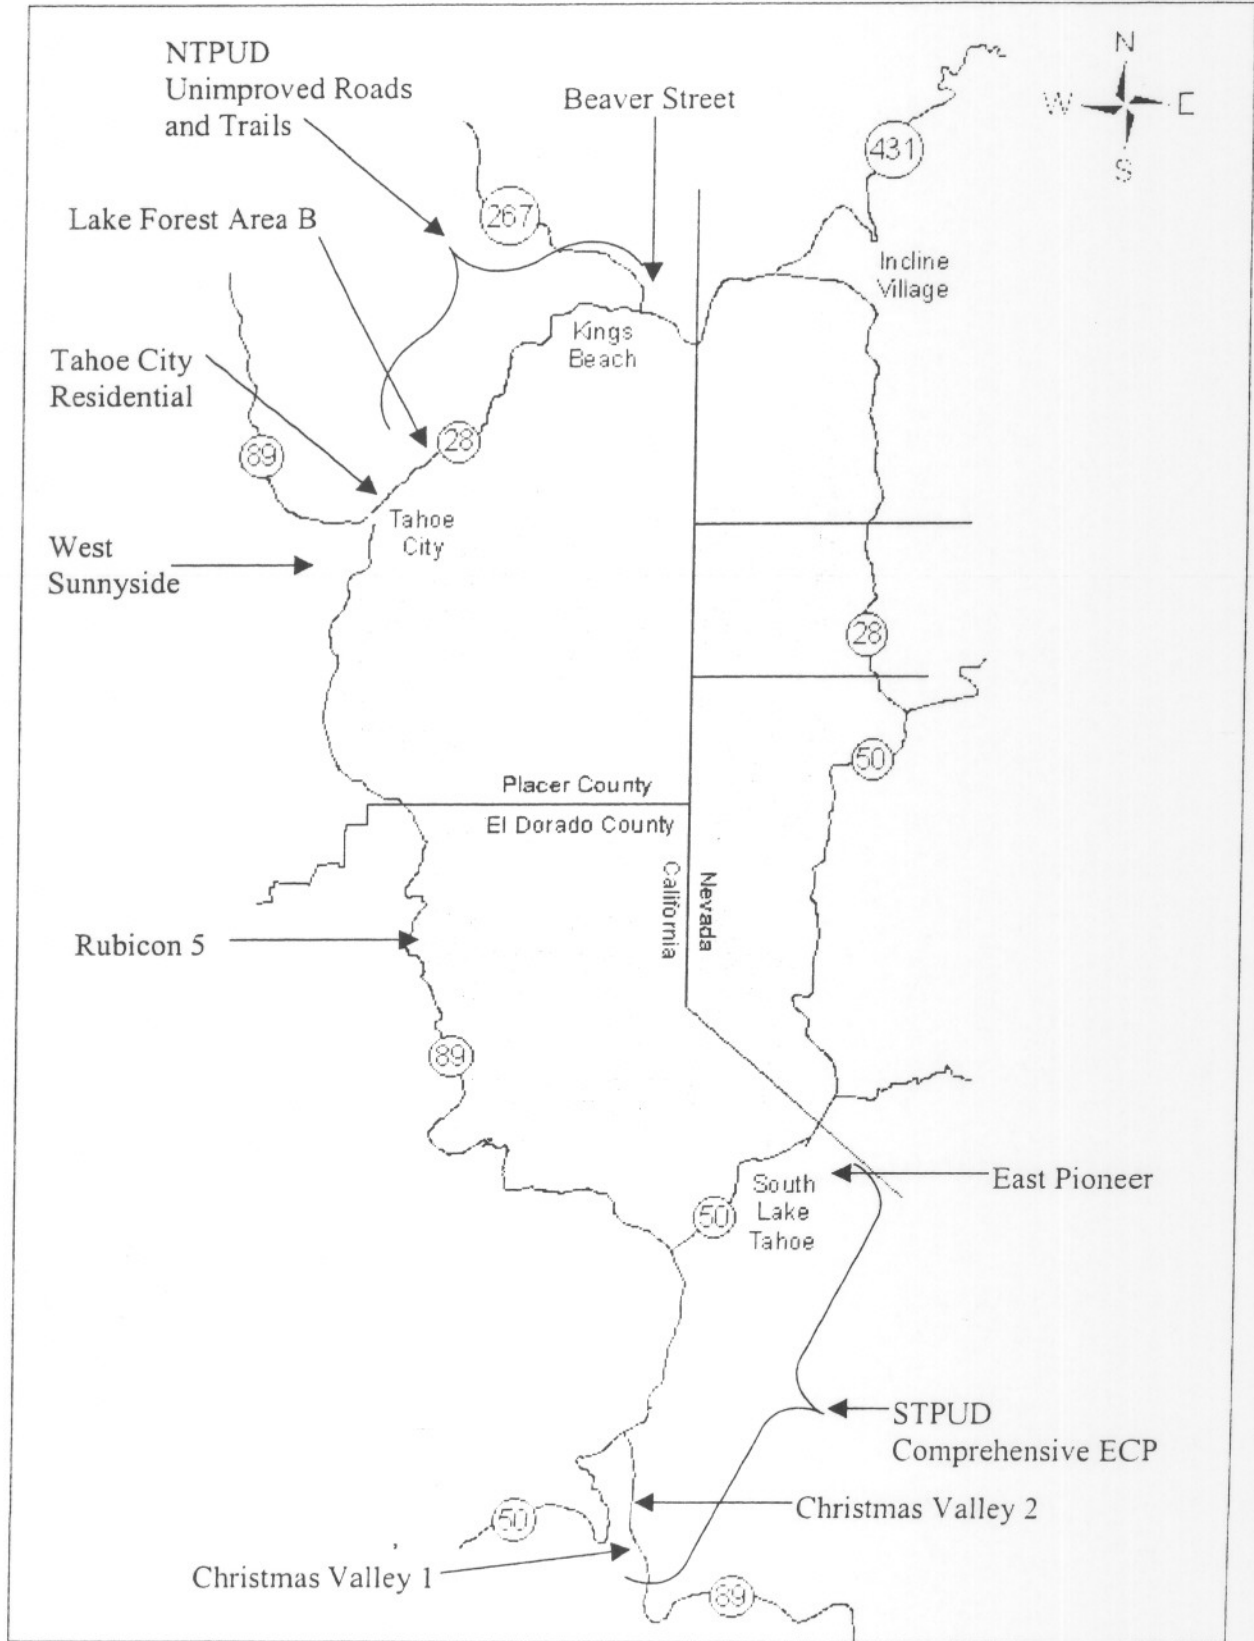 NTPUD
Unimproved Roads
and Trails
Beaver Street
N
W
E
S
431
267
Lake Forest Area B
Incline
Village
Kings
Beach
Tahoe City
Residential
28
89
Tahoe
City
West
Sunnyside
28
50
Placer County
El Dorado County
California
Nevada
Rubicon 5
89
East Pioneer
South
Lake
Tahoe
50
STPUD
Comprehensive ECP
Christmas Valley 2
50
Christmas Valley 1
89